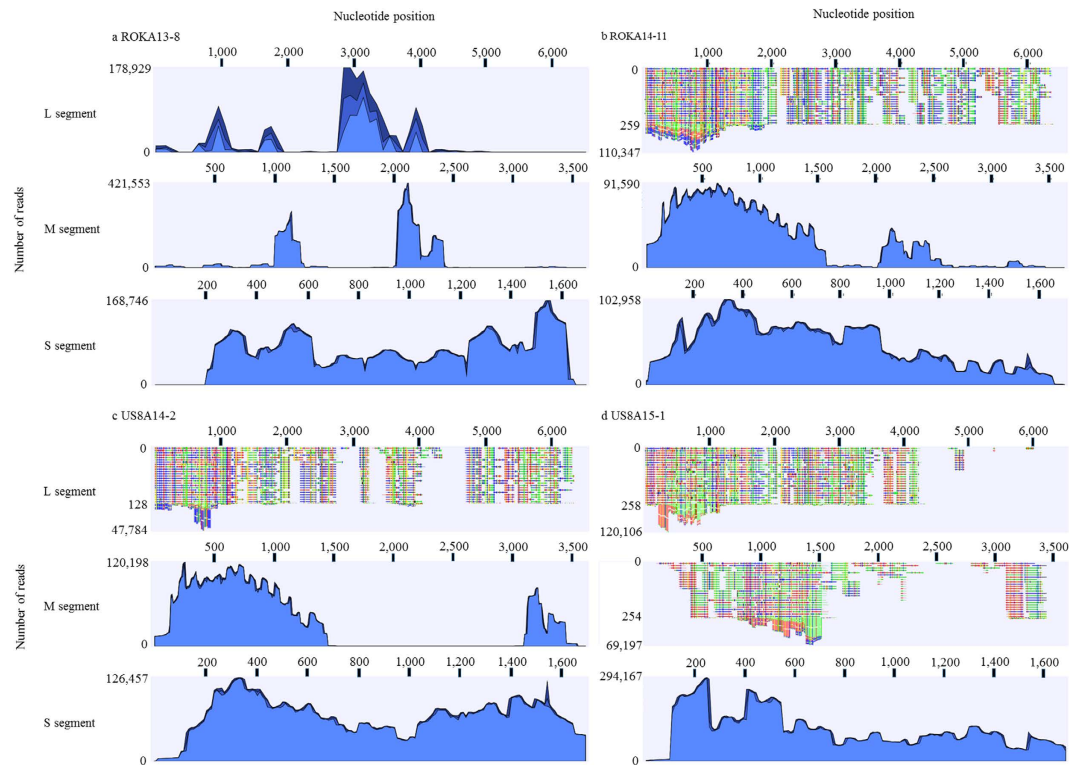 Nucleotide position
Nucleotide position
a ROKA13-8
1,000 2,000 3,000 4,000 5,000 6,000
178,929
L segment
0
500 1,000 1,500 2,000 2,500 3,000 3,500
421,553
M segment
0
200 400 600 800 1,000 1,200 1,400 1,600
168,746
S segment
0
Number of reads
b ROKA14-11
1,000 2,000 3,000 4,000 5,000 6,000
0
259
110,347
500 1,000 1,500 2,000 2,500 3,000 3,500
91,590
0
200 400 600 800 1,000 1,200 1,400 1,600
102,958
0
c US8A14-2
1,000 2,000 3,000 4,000 5,000 6,000
0
L segment
128
47,784
500 1,000 1,500 2,000 2,500 3,000 3,500
120,198
M segment
0
200 400 600 800 1,000 1,200 1,400 1,600
126,457
S segment
0
Number of reads
d US8A15-1
1,000 2,000 3,000 4,000 5,000 6,000
0
258
120,106
500 1,000 1,500 2,000 2,500 3,000 3,500
0
254
69,197
200 400 600 800 1,000 1,200 1,400 1,600
294,167
0